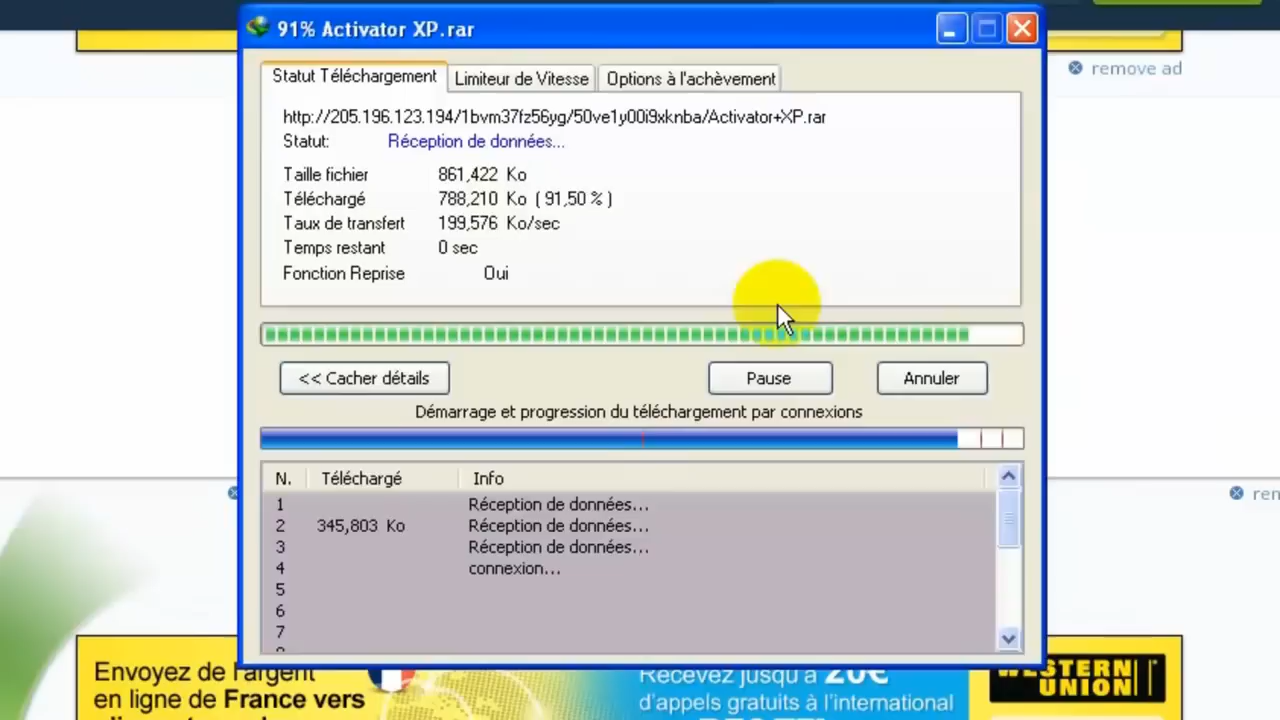 91% Activator XP.rar
remove ad
Statut Téléchargement
Limiteur de Vitesse
Options à l'achèvement
http://205.196.123.194/1bvm37fz56yg/50ve1y00i9xknba/Activator+XP.rar
Statut: Réception de données...
Taille fichier 861,422 Ko
Téléchargé 788,210 Ko ( 91,50 % )
Taux de transfert 199,576 Ko/sec
Temps restant 0 sec
Fonction Reprise Oui
<< Cacher détails
Pause
Annuler
Démarrage et progression du téléchargement par connexions
N. Téléchargé Info
1 Réception de données...
2 345,803 Ko Réception de données...
3 Réception de données...
4 connexion...
5
6
7
Envoyez de l'argent
en ligne de France vers
Recevez jusqu'à 20€
d'appels gratuits à l'international
WESTERN
UNION